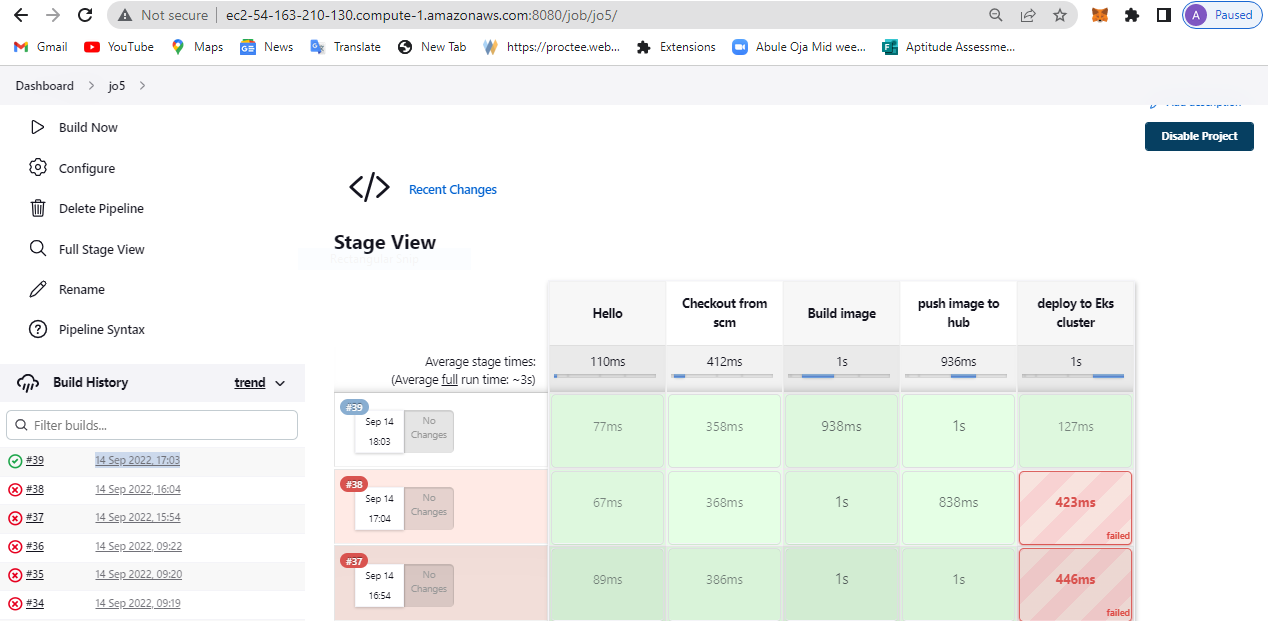 Not secure ec2-54-163-210-130.compute-1.amazonaws.com:8080/job/jo5/ A Paused
Gmail YouTube Maps News Translate New Tab https://proctee.web... Extensions Abule Oja Mid wee... Aptitude Assessme...
Dashboard jo5
Add description
Build Now
Disable Project
Configure
Recent Changes
Delete Pipeline
Full Stage View
Stage View
Rename
Pipeline Syntax
Hello Checkout from scm Build image push image to hub deploy to Eks cluster
Average stage times: 110ms 412ms 1s 936ms 1s
(Average full run time: ~3s)
Build History trend
Filter builds...
#39 Sep 14 18:03 No Changes 77ms 358ms 938ms 1s 127ms
#39 14 Sep 2022, 17:03
#38 14 Sep 2022, 16:04
#38 Sep 14 17:04 No Changes 67ms 368ms 1s 838ms 423ms failed
#37 14 Sep 2022, 15:54
#36 14 Sep 2022, 09:22
#37 Sep 14 16:54 No Changes 89ms 386ms 1s 1s 446ms failed
#35 14 Sep 2022, 09:20
#34 14 Sep 2022, 09:19